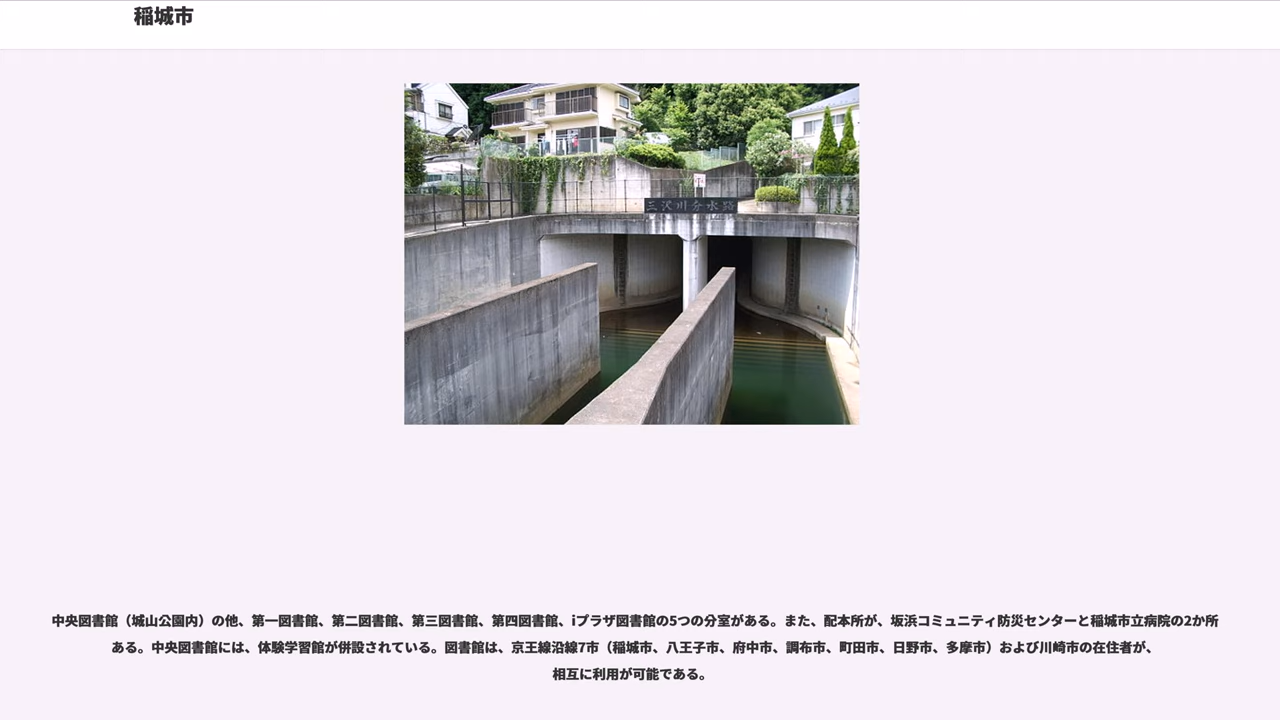 稲城市
三沢川分水路
中央図書館（城山公園内）の他、第一図書館、第二図書館、第三図書館、第四図書館、iプラザ図書館の5つの分室がある。また、配本所が、坂浜コミュニティ防災センターと稲城市立病院の2か所
ある。中央図書館には、体験学習館が併設されている。図書館は、京王線沿線7市（稲城市、八王子市、府中市、調布市、町田市、日野市、多摩市）および川崎市の在住者が、
相互に利用が可能である。